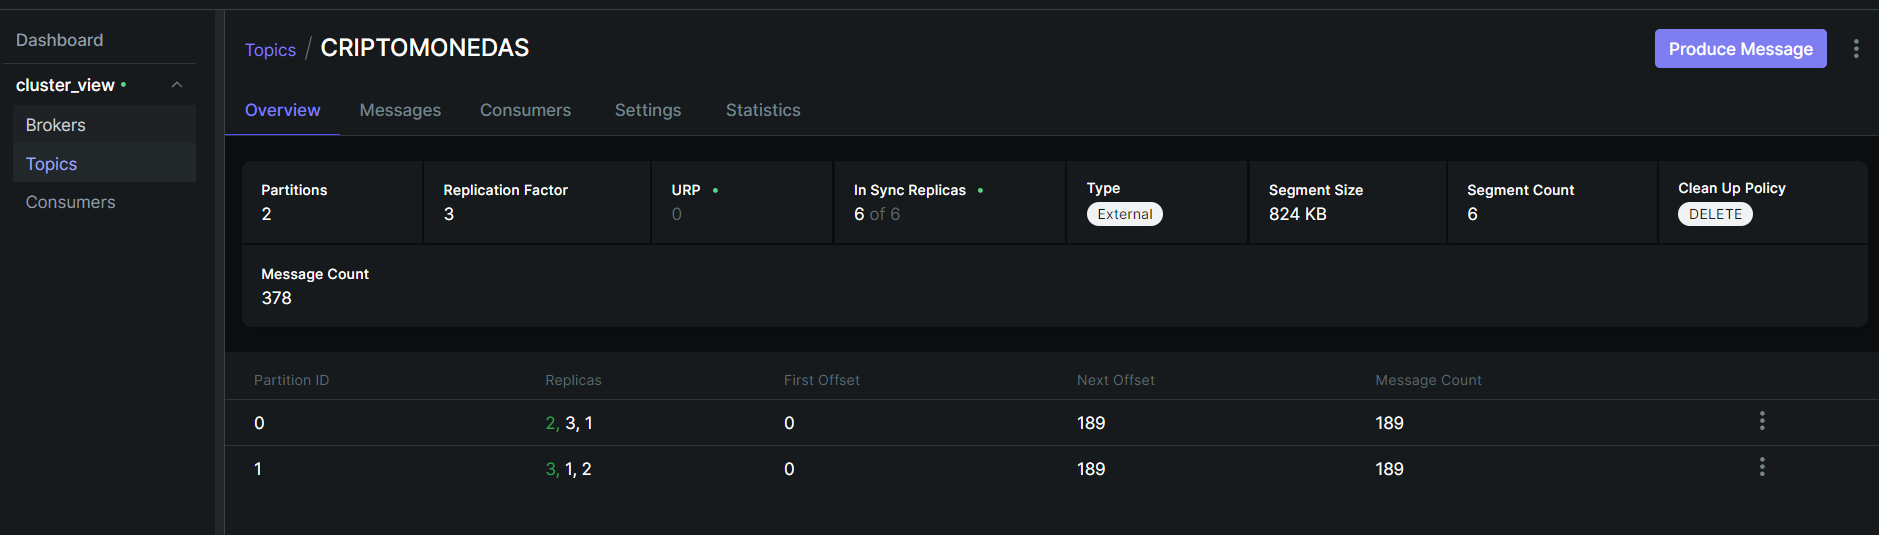 Dashboard
cluster_view
Brokers
Topics
Consumers
Topics / CRIPTOMONEDAS
Produce Message
Overview Messages Consumers Settings Statistics
Partitions Replication Factor URP In Sync Replicas Type Segment Size Segment Count Clean Up Policy
2 3 0 6 of 6 External 824 KB 6 DELETE
Message Count
378
Partition ID Replicas First Offset Next Offset Message Count
0 2, 3, 1 0 189 189
1 3, 1, 2 0 189 189